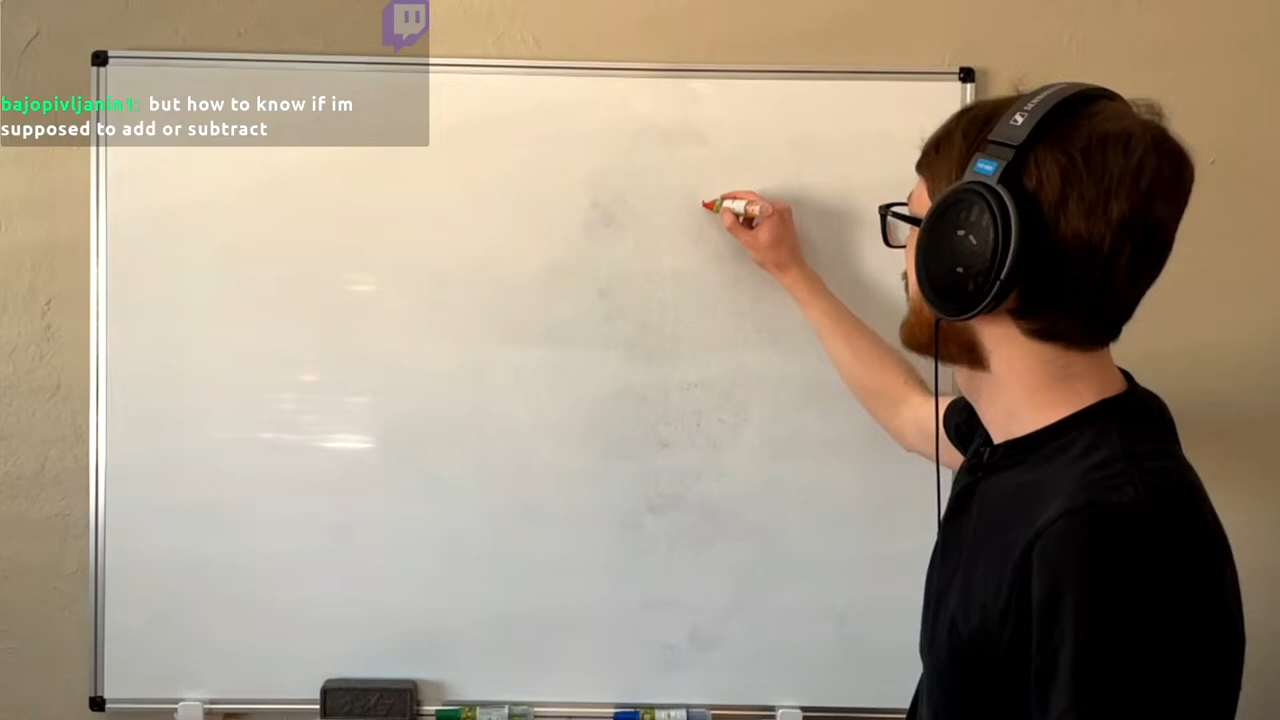 bajopivljanin1: but how to know if im
supposed to add or subtract